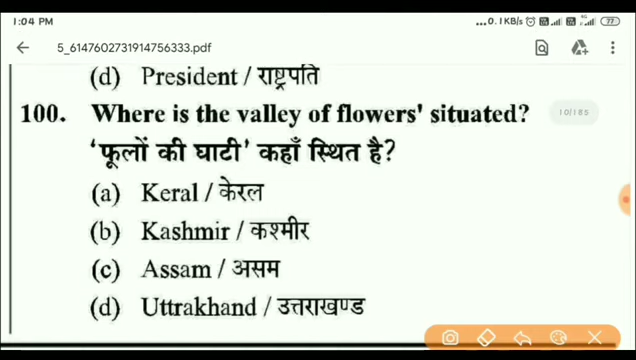 1:04 PM
...0.1KB/s 4G 77
5_6147602731914756333.pdf
(d) President / राष्ट्रपति
100. Where is the valley of flowers' situated?
10/185
‘फूलों की घाटी’ कहाँ स्थित है?
(a) Keral / केरल
(b) Kashmir / कश्मीर
(c) Assam / असम
(d) Uttrakhand / उत्तराखण्ड